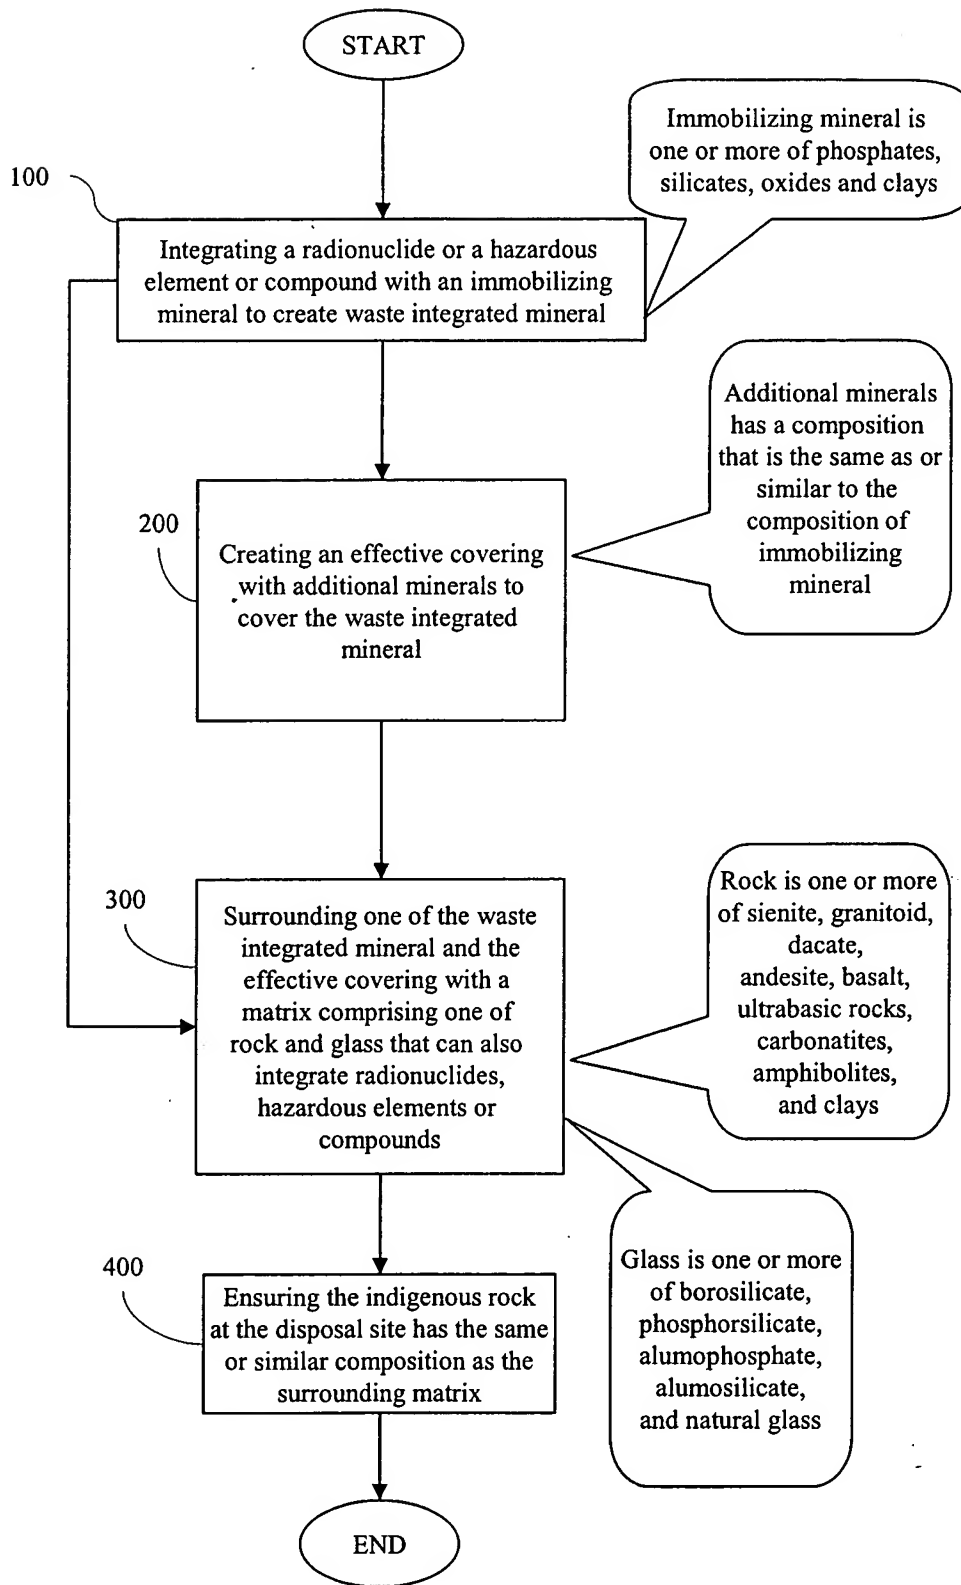 START
Immobilizing mineral is
one or more of phosphates,
silicates, oxides and clays
100
Integrating a radionuclide or a hazardous
element or compound with an immobilizing
mineral to create waste integrated mineral
Additional minerals
has a composition
that is the same as or
similar to the
composition of
immobilizing
mineral
200
Creating an effective covering
with additional minerals to
cover the waste integrated
mineral
300
Surrounding one of the waste
integrated mineral and the
effective covering with a
matrix comprising one of
rock and glass that can also
integrate radionuclides,
hazardous elements or
compounds
Rock is one or more
of sienite, granitoid,
dacate,
andesite, basalt,
ultrabasic rocks,
carbonatites,
amphibolites,
and clays
Glass is one or more
of borosilicate,
phosphorsilicate,
alumophosphate,
alumosilicate,
and natural glass
400
Ensuring the indigenous rock
at the disposal site has the same
or similar composition as the
surrounding matrix
END